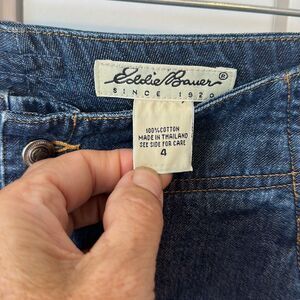 Eddie Bauer®
SINCE 1920
100%COTTON
MADE IN THAILAND
SEE SIDE FOR CARE
4